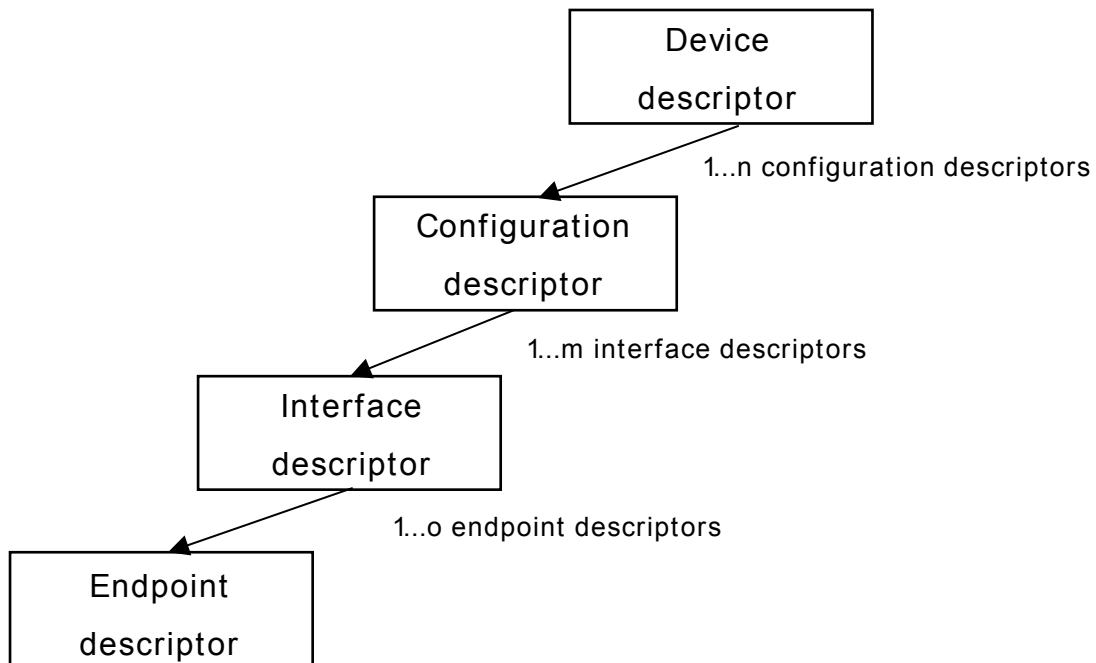 Device
descriptor
1...n configuration descriptors
Configuration
descriptor
1...m interface descriptors
Interface
descriptor
1...o endpoint descriptors
Endpoint
descriptor